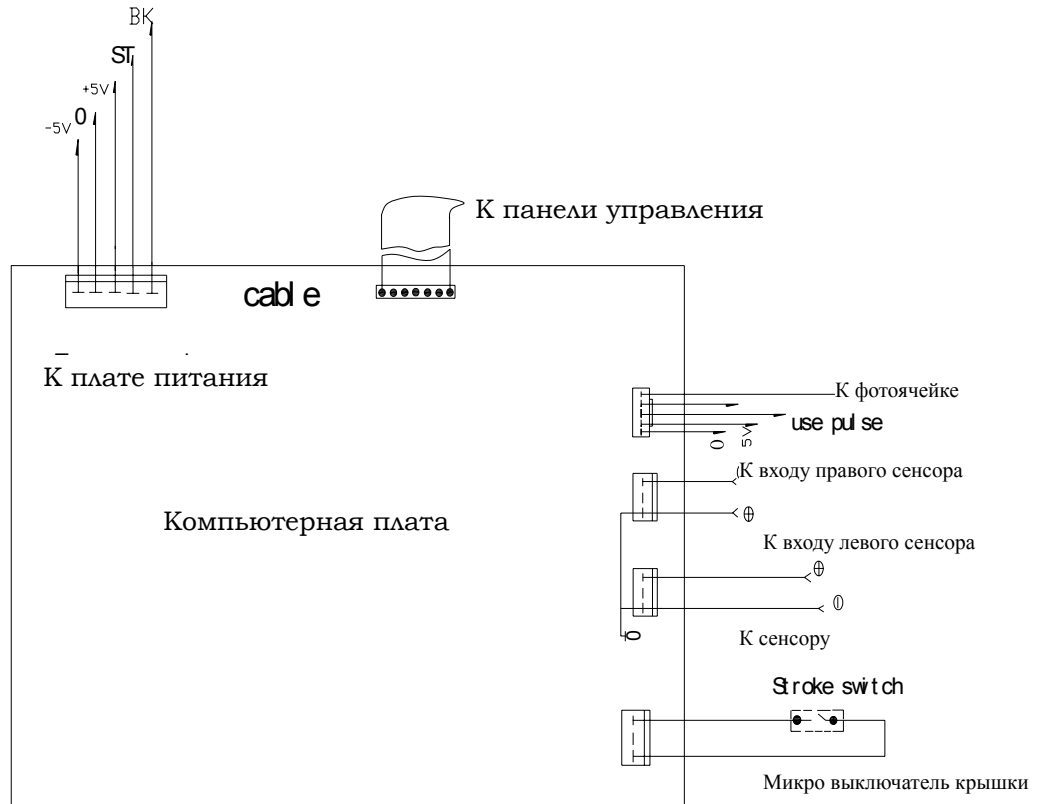 BK
ST
+5V
0
-5V
К панели управления
cable
К плате питания
К фотоячейке
use pulse
0
5V
К входу правого сенсора
Компьютерная плата
К входу левого сенсора
0
К сенсору
Stroke switch
Микро выключатель крышки